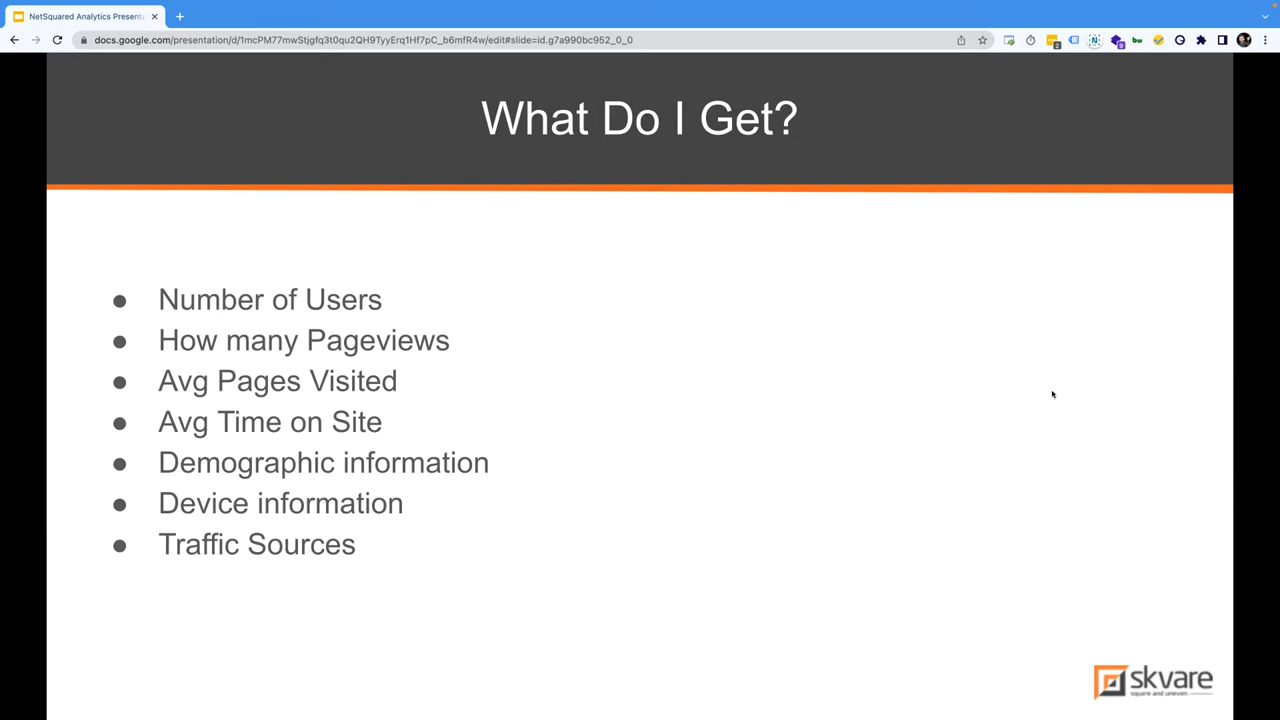 NetSquared Analytics Present
docs.google.com/presentation/d/1mcPM77mwStjgfq3t0qu2QH9TyyErq1Hf7pC_b6mfR4w/edit#slide=id.g7a990bc952_0_0
What Do I Get?
● Number of Users
● How many Pageviews
● Avg Pages Visited
● Avg Time on Site
● Demographic information
● Device information
● Traffic Sources
skvare
square and uneven